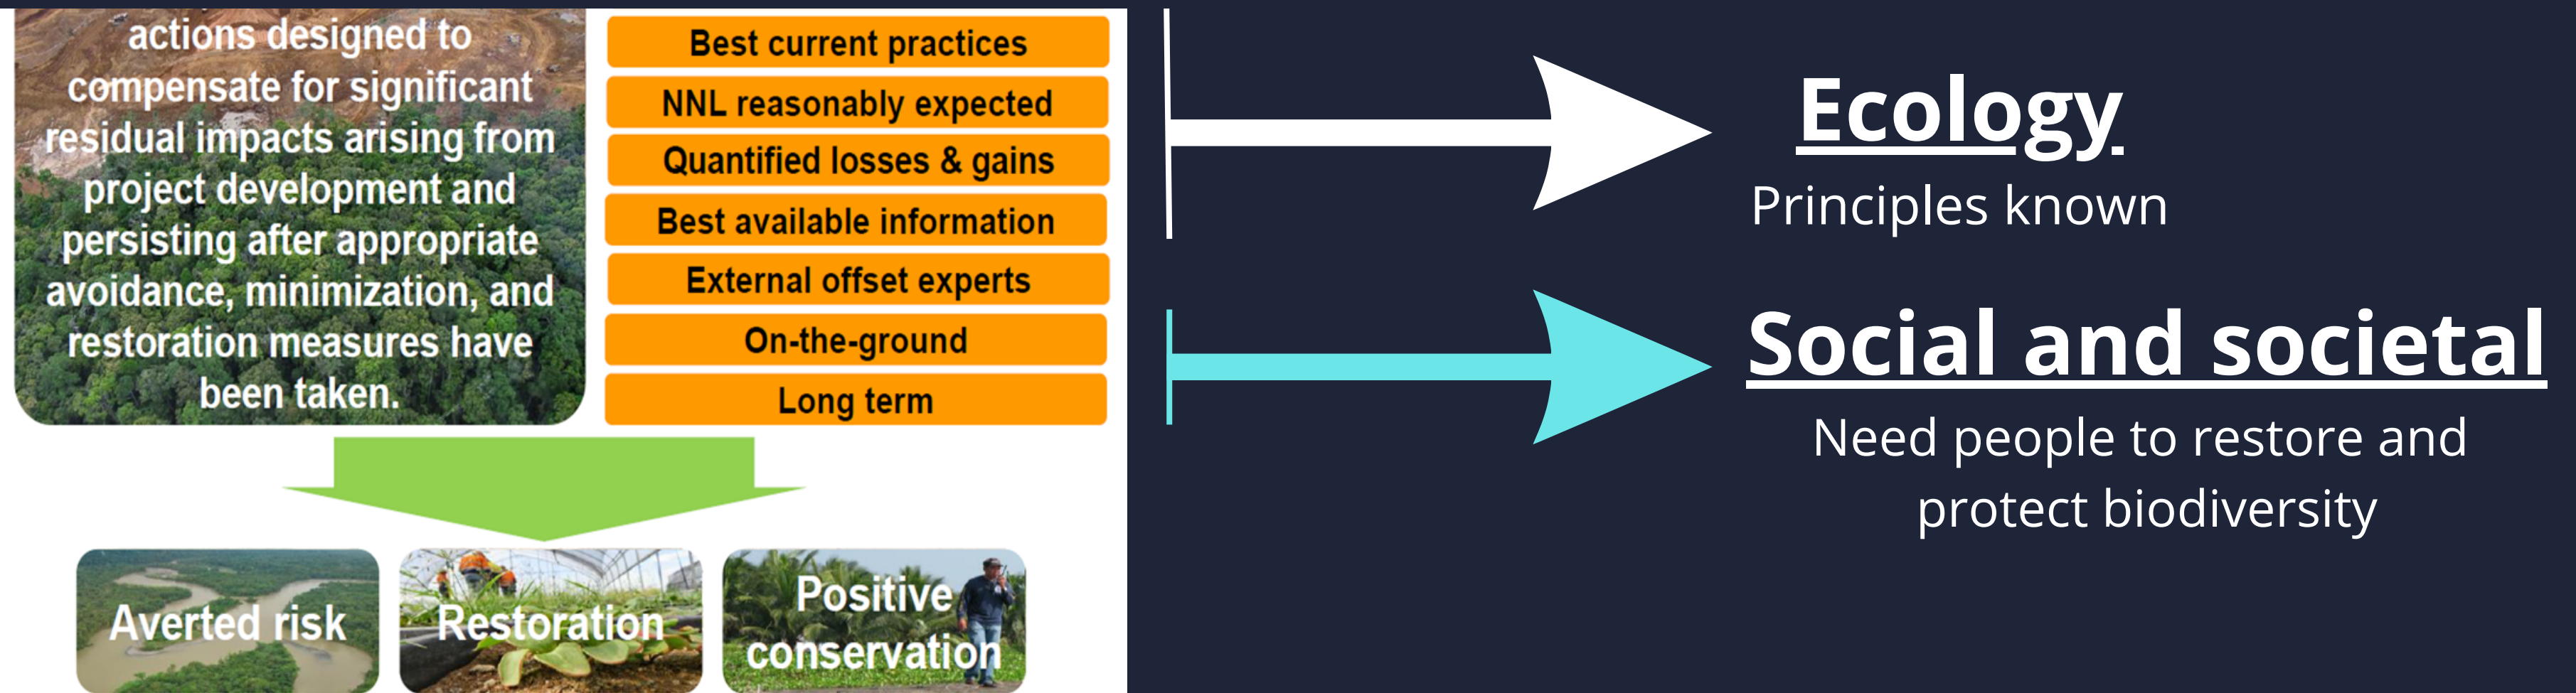 actions designed to
compensate for significant
residual impacts arising from
project development and
persisting after appropriate
avoidance, minimization, and
restoration measures have
been taken.
Best current practices
NNL reasonably expected
Quantified losses & gains
Best available information
External offset experts
On-the-ground
Long term
Averted risk
Restoration
Positive
conservation
Ecology
Principles known
Social and societal
Need people to restore and
protect biodiversity